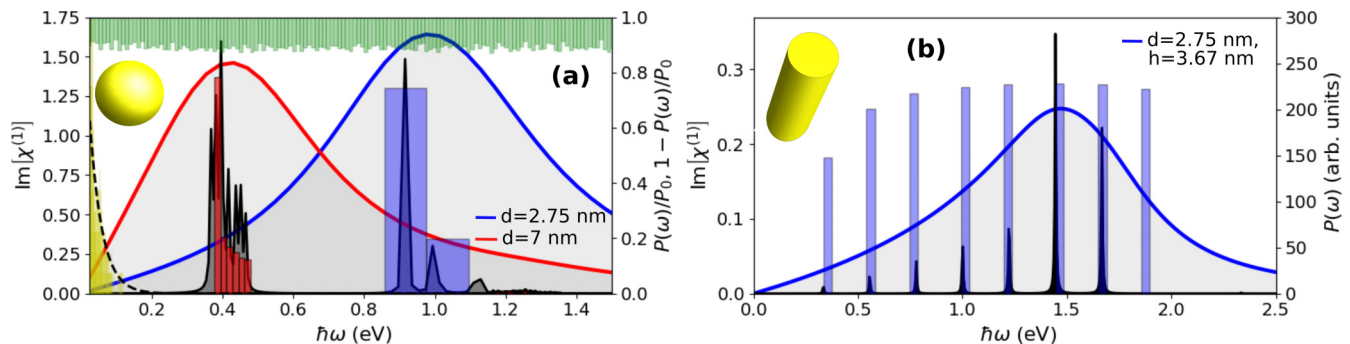 1.75
1.50
1.25
1.00
0.75
0.50
0.25
0.00
Im[χ⁽¹⁾]
(a)
d=2.75 nm
d=7 nm
1.0
0.8
0.6
0.4
0.2
0.0
P(ω)/P₀, 1 − P(ω)/P₀
0.2 0.4 0.6 0.8 1.0 1.2 1.4
ħω (eV)
0.3
0.2
0.1
0.0
Im[χ⁽¹⁾]
(b)
d=2.75 nm,
h=3.67 nm
300
250
200
150
100
50
0
P(ω) (arb. units)
0.0 0.5 1.0 1.5 2.0 2.5
ħω (eV)